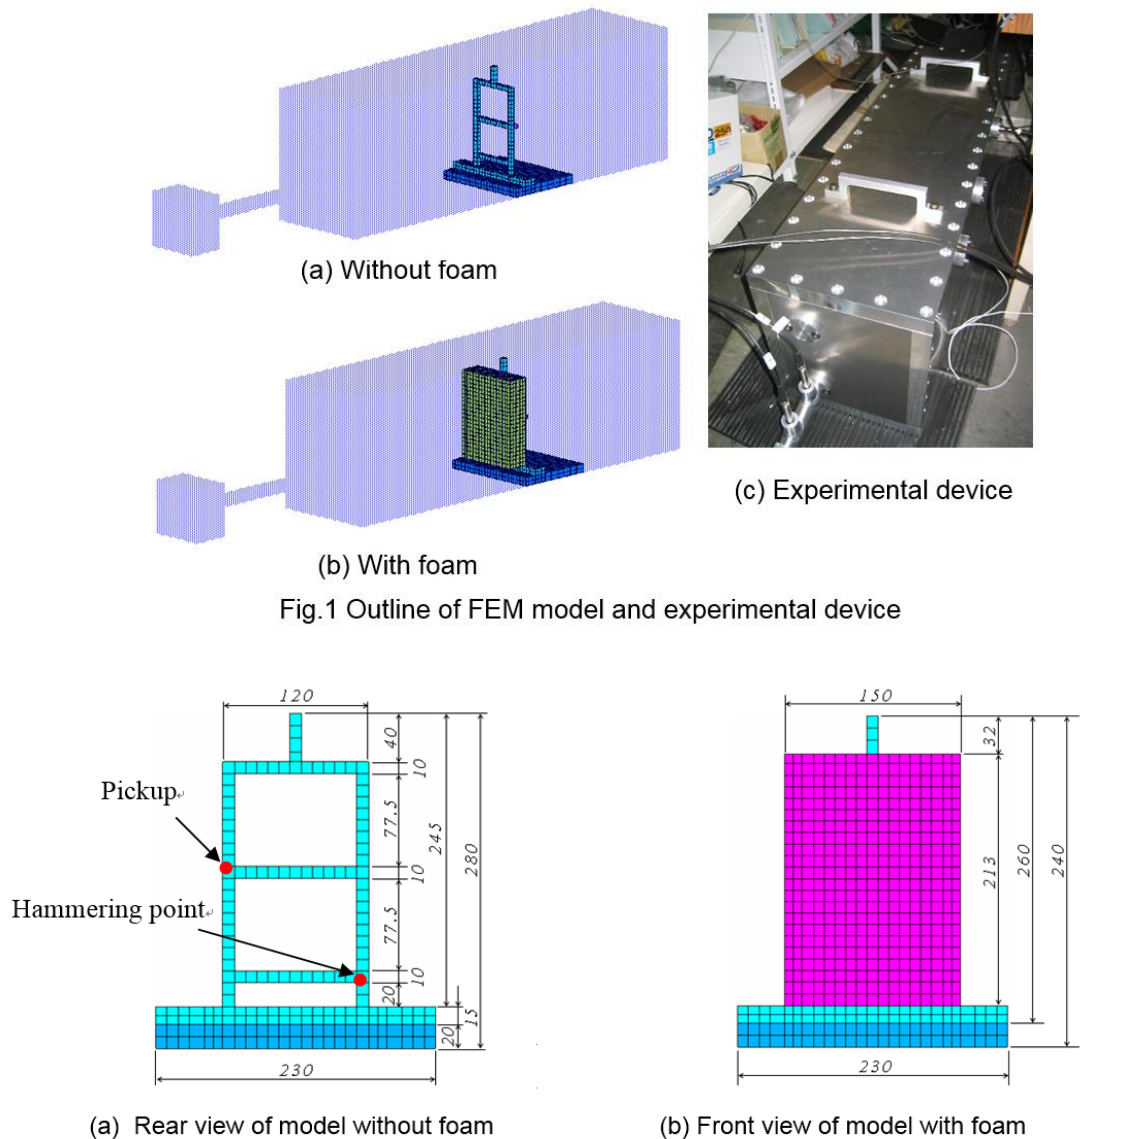 (a) Without foam
(b) With foam
(c) Experimental device
Fig.1 Outline of FEM model and experimental device
120
40
10
77.5
10
77.5
10
20
245
280
15
20
230
Pickup
Hammering point
(a) Rear view of model without foam
150
32
213
260
240
230
(b) Front view of model with foam
25A